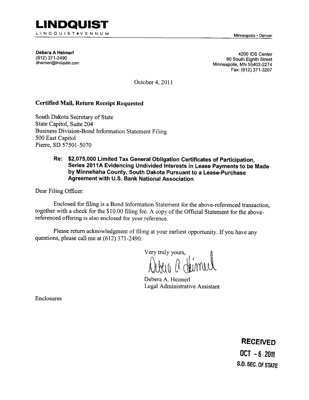 LINDQUIST
LINDQUIST+VENNUM
Minneapolis • Denver
Debera A Heimerl
(612) 371-2490
dheimerl@lindquist.com
4200 IDS Center
80 South Eighth Street
Minneapolis, MN 55402-2274
Fax: (612) 371-3207
October 4, 2011
Certified Mail, Return Receipt Requested
South Dakota Secretary of State
State Capitol, Suite 204
Business Division-Bond Information Statement Filing
500 East Capitol
Pierre, SD 57501-5070
Re: $2,075,000 Limited Tax General Obligation Certificates of Participation,
Series 2011A Evidencing Undivided Interests in Lease Payments to be Made
by Minnehaha County, South Dakota Pursuant to a Lease-Purchase
Agreement with U.S. Bank National Association
Dear Filing Officer:
Enclosed for filing is a Bond Information Statement for the above-referenced transaction,
together with a check for the $10.00 filing fee. A copy of the Official Statement for the above-
referenced offering is also enclosed for your reference.
Please return acknowledgment of filing at your earliest opportunity. If you have any
questions, please call me at (612) 371-2490.
Very truly yours,
Debera A Heimerl
Debera A. Heimerl
Legal Administrative Assistant
Enclosures
RECEIVED
OCT - 6 2011
S.D. SEC. OF STATE